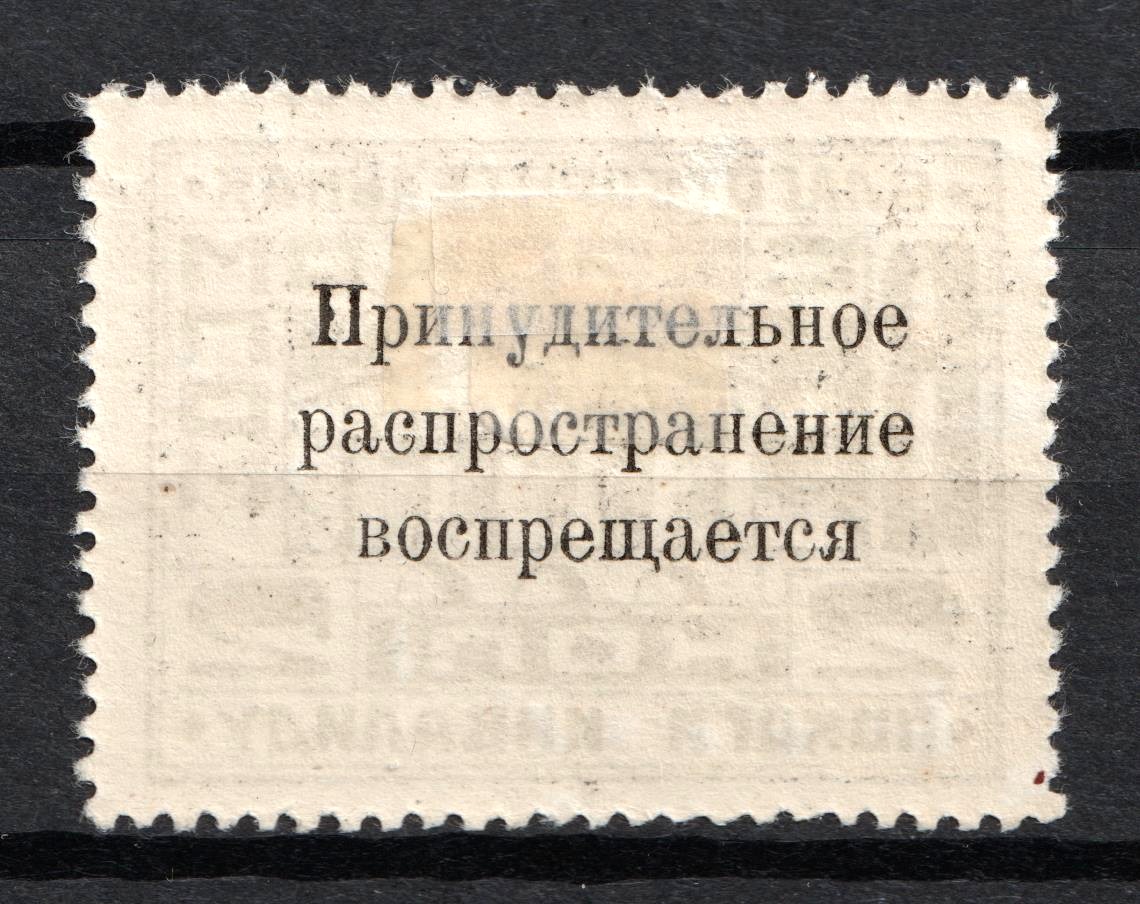 Принудительное
распространение
воспрещается